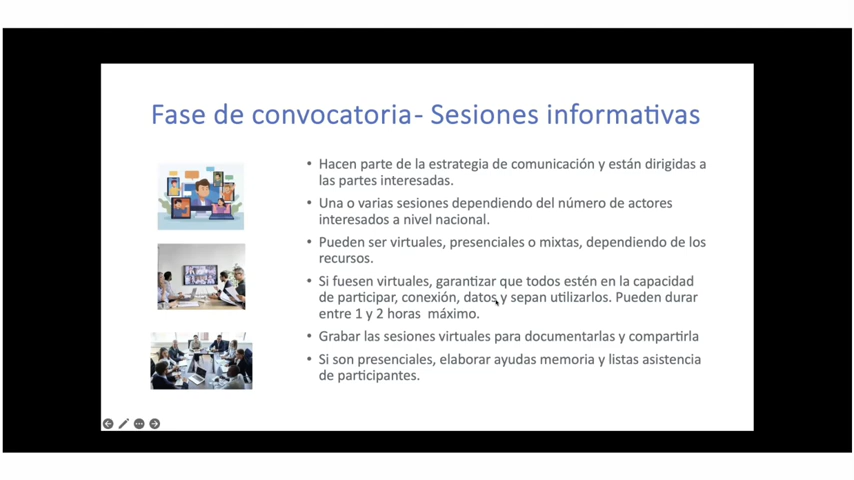 Fase de convocatoria- Sesiones informativas
• Hacen parte de la estrategia de comunicación y están dirigidas a
las partes interesadas.
• Una o varias sesiones dependiendo del número de actores
interesados a nivel nacional.
• Pueden ser virtuales, presenciales o mixtas, dependiendo de los
recursos.
• Si fuesen virtuales, garantizar que todos estén en la capacidad
de participar, conexión, datos y sepan utilizarlos. Pueden durar
entre 1 y 2 horas máximo.
• Grabar las sesiones virtuales para documentarlas y compartirla
• Si son presenciales, elaborar ayudas memoria y listas asistencia
de participantes.